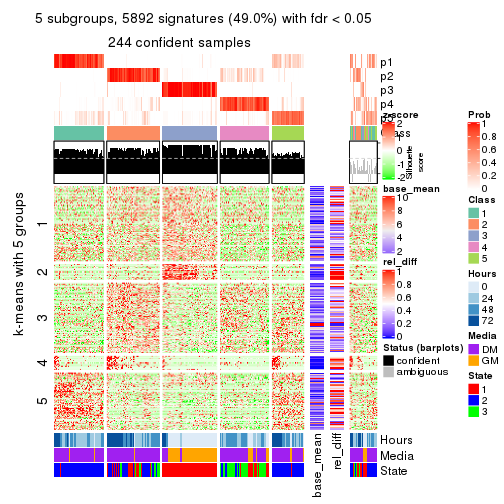 5 subgroups, 5892 signatures (49.0%) with fdr < 0.05
244 confident samples
p1
p2
p3
p4
p5
Class
z-score
2
1
0
-1
-2
Silhouette
score
Prob
1
0.8
0.6
0.4
0.2
0
base_mean
10
8
6
4
2
Class
1
2
3
4
5
rel_diff
1
0.8
0.6
0.4
0.2
0
Hours
0
24
48
72
Media
DM
GM
Status (barplots)
confident
ambiguous
State
1
2
3
k-means with 5 groups
1
2
3
4
5
Hours
Media
State
base_mean
rel_diff